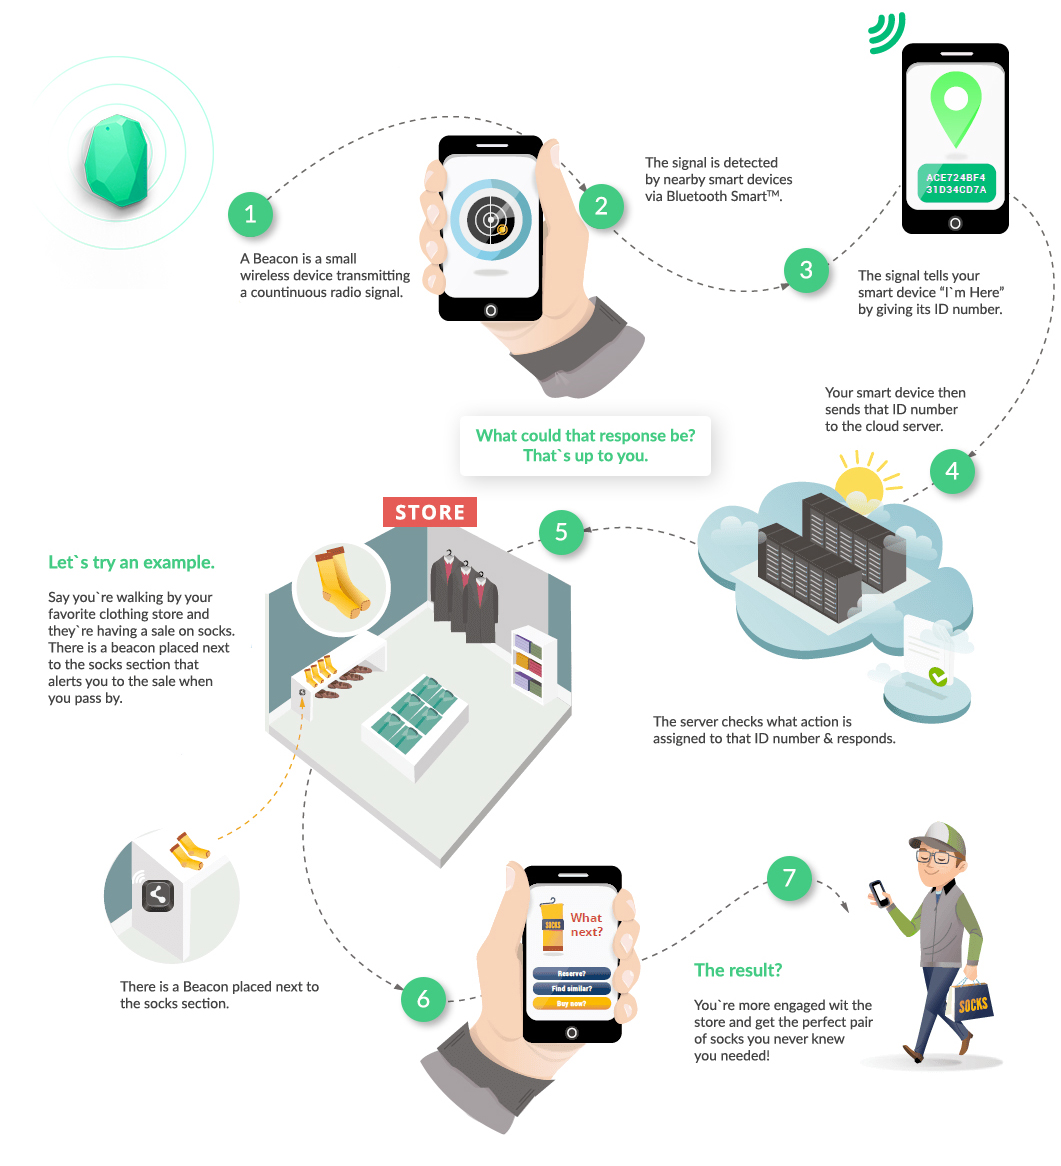 1
A Beacon is a small
wireless device transmitting
a countinuous radio signal.
2
The signal is detected
by nearby smart devices
via Bluetooth Smart™.
3
ACE724BF4
31D34CD7A
The signal tells your
smart device “I`m Here”
by giving its ID number.
Your smart device then
sends that ID number
to the cloud server.
4
What could that response be?
That`s up to you.
The server checks what action is
assigned to that ID number & responds.
5
STORE
Let`s try an example.
Say you`re walking by your
favorite clothing store and
they`re having a sale on socks.
There is a beacon placed next
to the socks section that
alerts you to the sale when
you pass by.
There is a Beacon placed next to
the socks section.
6
SOCKS
What
next?
Reserve?
Find similar?
Buy now?
7
The result?
You`re more engaged wit the
store and get the perfect pair
of socks you never knew
you needed!
SOCKS